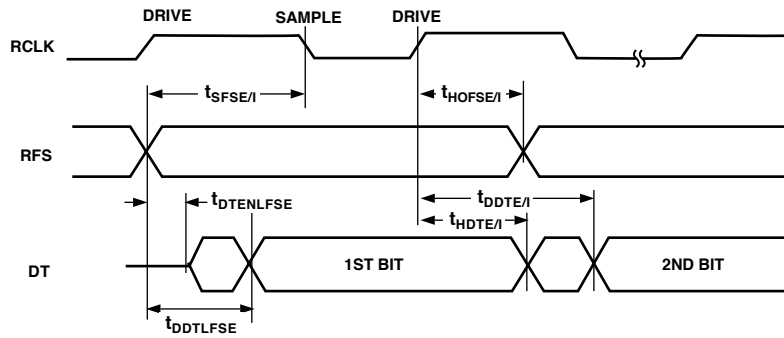 DRIVE SAMPLE DRIVE
RCLK
tSFSE/I tHOFSE/I
RFS
tDDTE/I
tDTENLFSE tHDTE/I
DT 1ST BIT 2ND BIT
tDDTLFSE